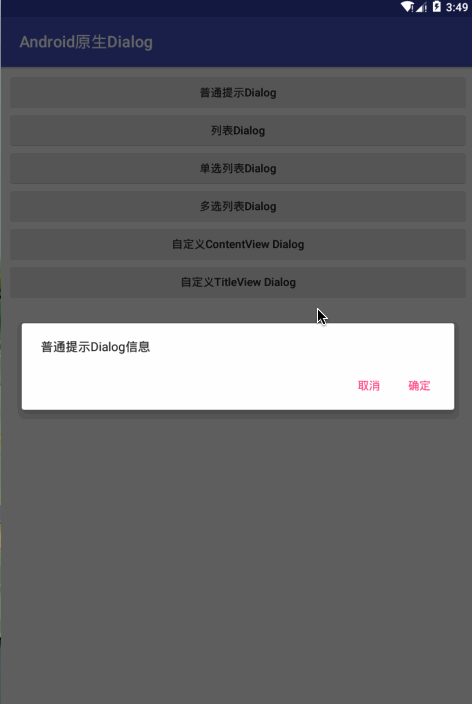 3:49
Android原生Dialog
普通提示Dialog
列表Dialog
单选列表Dialog
多选列表Dialog
自定义ContentView Dialog
自定义TitleView Dialog
普通提示Dialog信息
取消 确定